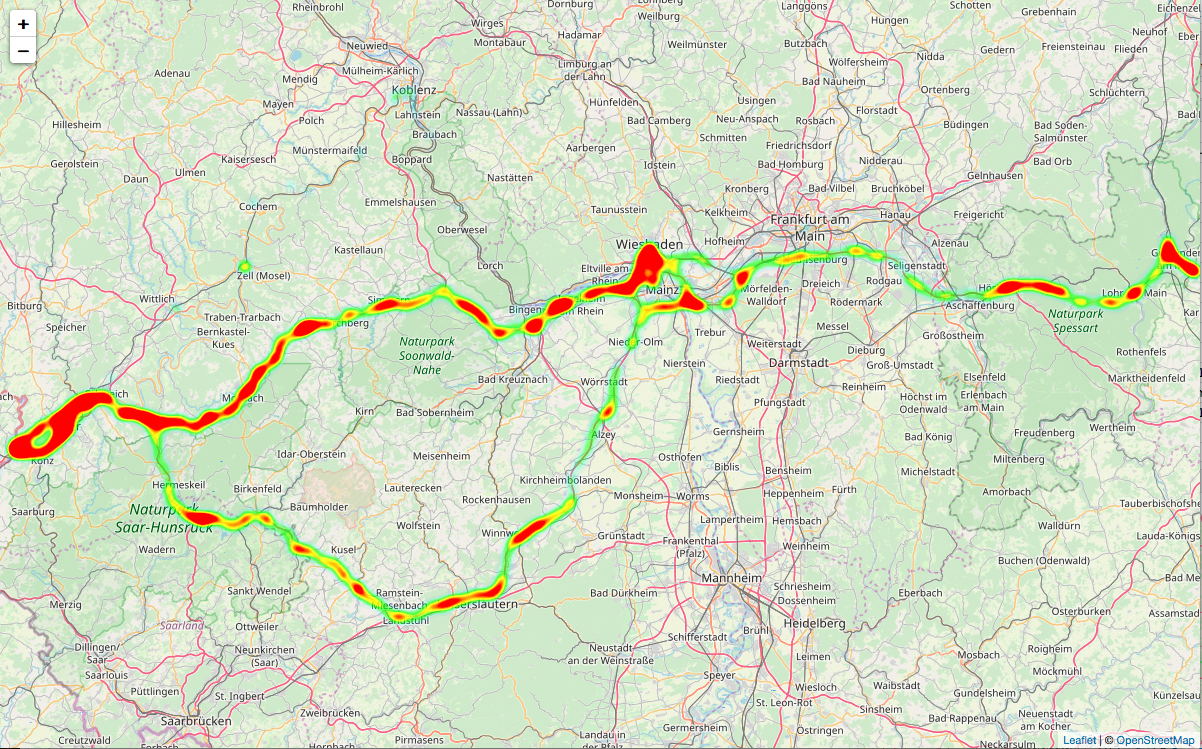 +
−
Rheinbröhl
Dornburg
Weilburg
Langgöns
Schotten
Grebenhain
Eichenzell
Neuwied
Wirges
Montabaur
Hadamar
Weilmünster
Butzbach
Hungen
Gedern
Freiensteinau
Neuhof
Flieden
Adenau
Mendig
Mülheim-Kärlich
Limburg an
der Lahn
Wölfersheim
Bad Nauheim
Nidda
Ortenberg
Schlüchtern
Mayen
Koblenz
Lahnstein
Nassau (Lahn)
Hünfelden
Usingen
Neu-Anspach
Rosbach
Florstadt
Büdingen
Bad Soden-
Salmünster
Hillesheim
Polch
Braubach
Bad Camberg
Schmitten
Friedrichsdorf
Gerolstein
Kaisersesch
Münstermaifeld
Boppard
Aarbergen
Idstein
Bad Homburg
Nidderau
Bad Orb
Daun
Ulmen
Nastätten
Kronberg
Bad-Vilbel
Bruchköbel
Gelnhausen
Cochem
Emmelshausen
Taunusstein
Kelkheim
Frankfurt am
Main
Hanau
Freigericht
Oberwesel
Wiesbaden
Hofheim
Alzenau
Kastellaun
Lorch
Eltville am
Rhein
Seligenstadt
Zell (Mosel)
Mainz
Mörfelden-
Walldorf
Dreieich
Rodgau
Bitburg
Wittlich
Rödermark
Aschaffenburg
Lohr
Main
Speicher
Traben-Trarbach
Bernkastel-
Kues
Bingen
Trebur
Messel
Naturpark
Spessart
Naturpark
Soonwald-
Nahe
Nieder-Olm
Weiterstadt
Großostheim
Nierstein
Darmstadt
Dieburg
Groß-Umstadt
Rothenfels
Bad Kreuznach
Wörrstadt
Riedstadt
Reinheim
Elsenfeld
Erlenbach
am Main
Marktheidenfeld
Pfungstadt
Höchst im
Odenwald
Kirn
Bad Sobernheim
Alzey
Gernsheim
Bad König
Freudenberg
Wertheim
Konz
Idar-Oberstein
Meisenheim
Osthofen
Biblis
Bensheim
Michelstadt
Miltenberg
Hermeskeil
Birkenfeld
Lauterecken
Kirchheimbolanden
Monsheim
Worms
Heppenheim
Fürth
Amorbach
Saarburg
Naturpark
Saar-Hunsrück
Baumholder
Rockenhausen
Tauberbischofshe
Wolfstein
Lampertheim
Hemsbach
Walldürn
Wadern
Kusel
Grünstadt
Frankenthal
(Pfalz)
Weinheim
Lauda-Königs
Buchen (Odenwald)
Merzig
Sankt Wendel
Ramstein-
Miesenbach
Landstuhl
Bad Dürkheim
Mannheim
Schriesheim
Dossenheim
Eberbach
Osterburken
Assamstadt
Saarland
Ottweiler
Schifferstadt
Brühl
Heidelberg
Dillingen/
Saar
Saarlouis
Neunkirchen
(Saar)
Neustadt
an der Weinstraße
Leimen
Mosbach
Roigheim
Möckmühl
Püttlingen
St. Ingbert
Speyer
Wiesloch
Waibstadt
Gundelsheim
Künzelsau
Saarbrücken
Zweibrücken
St. Leon-Rot
Sinsheim
Neuenstadt
am Kocher
Creutzwald
Forbach
Pirmasens
Landau in
der Pfalz
Germersheim
Östringen
Bad Rappenau
Neckarsulm
Leaflet | © OpenStreetMap